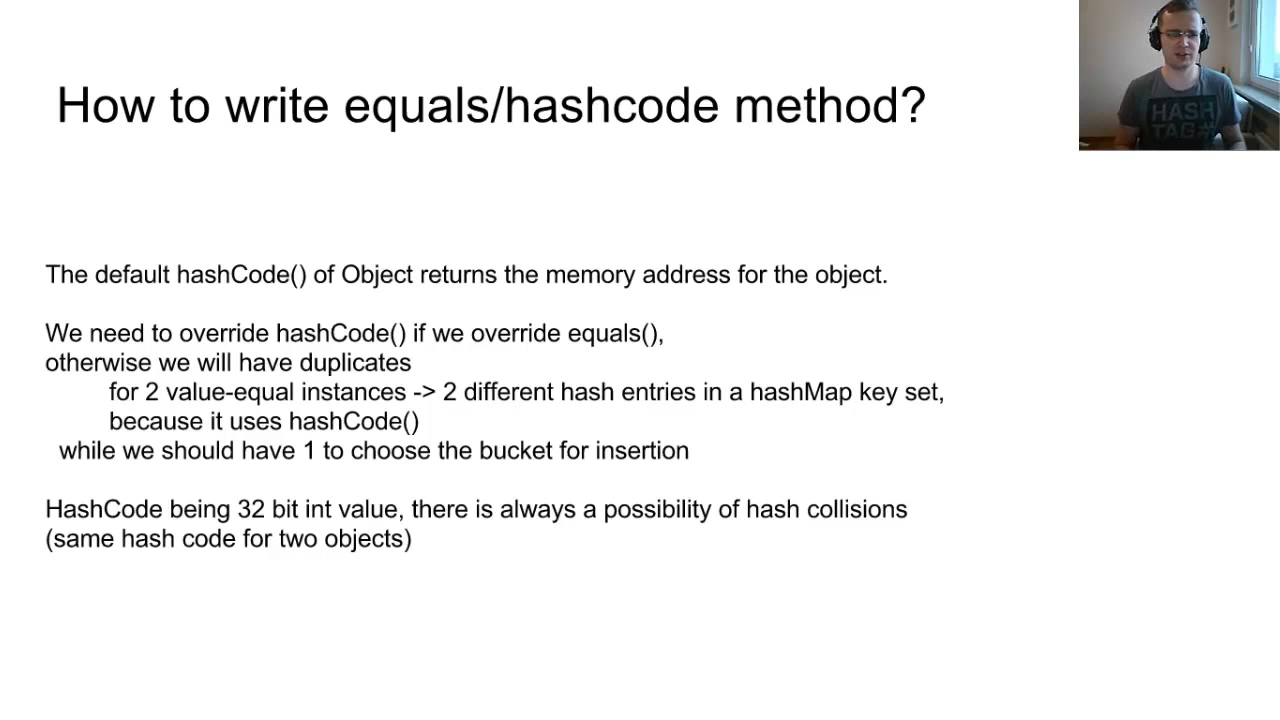 How to write equals/hashcode method?
HASH
TAG#
The default hashCode() of Object returns the memory address for the object.
We need to override hashCode() if we override equals(),
otherwise we will have duplicates
for 2 value-equal instances -> 2 different hash entries in a hashMap key set,
because it uses hashCode()
while we should have 1 to choose the bucket for insertion
HashCode being 32 bit int value, there is always a possibility of hash collisions
(same hash code for two objects)